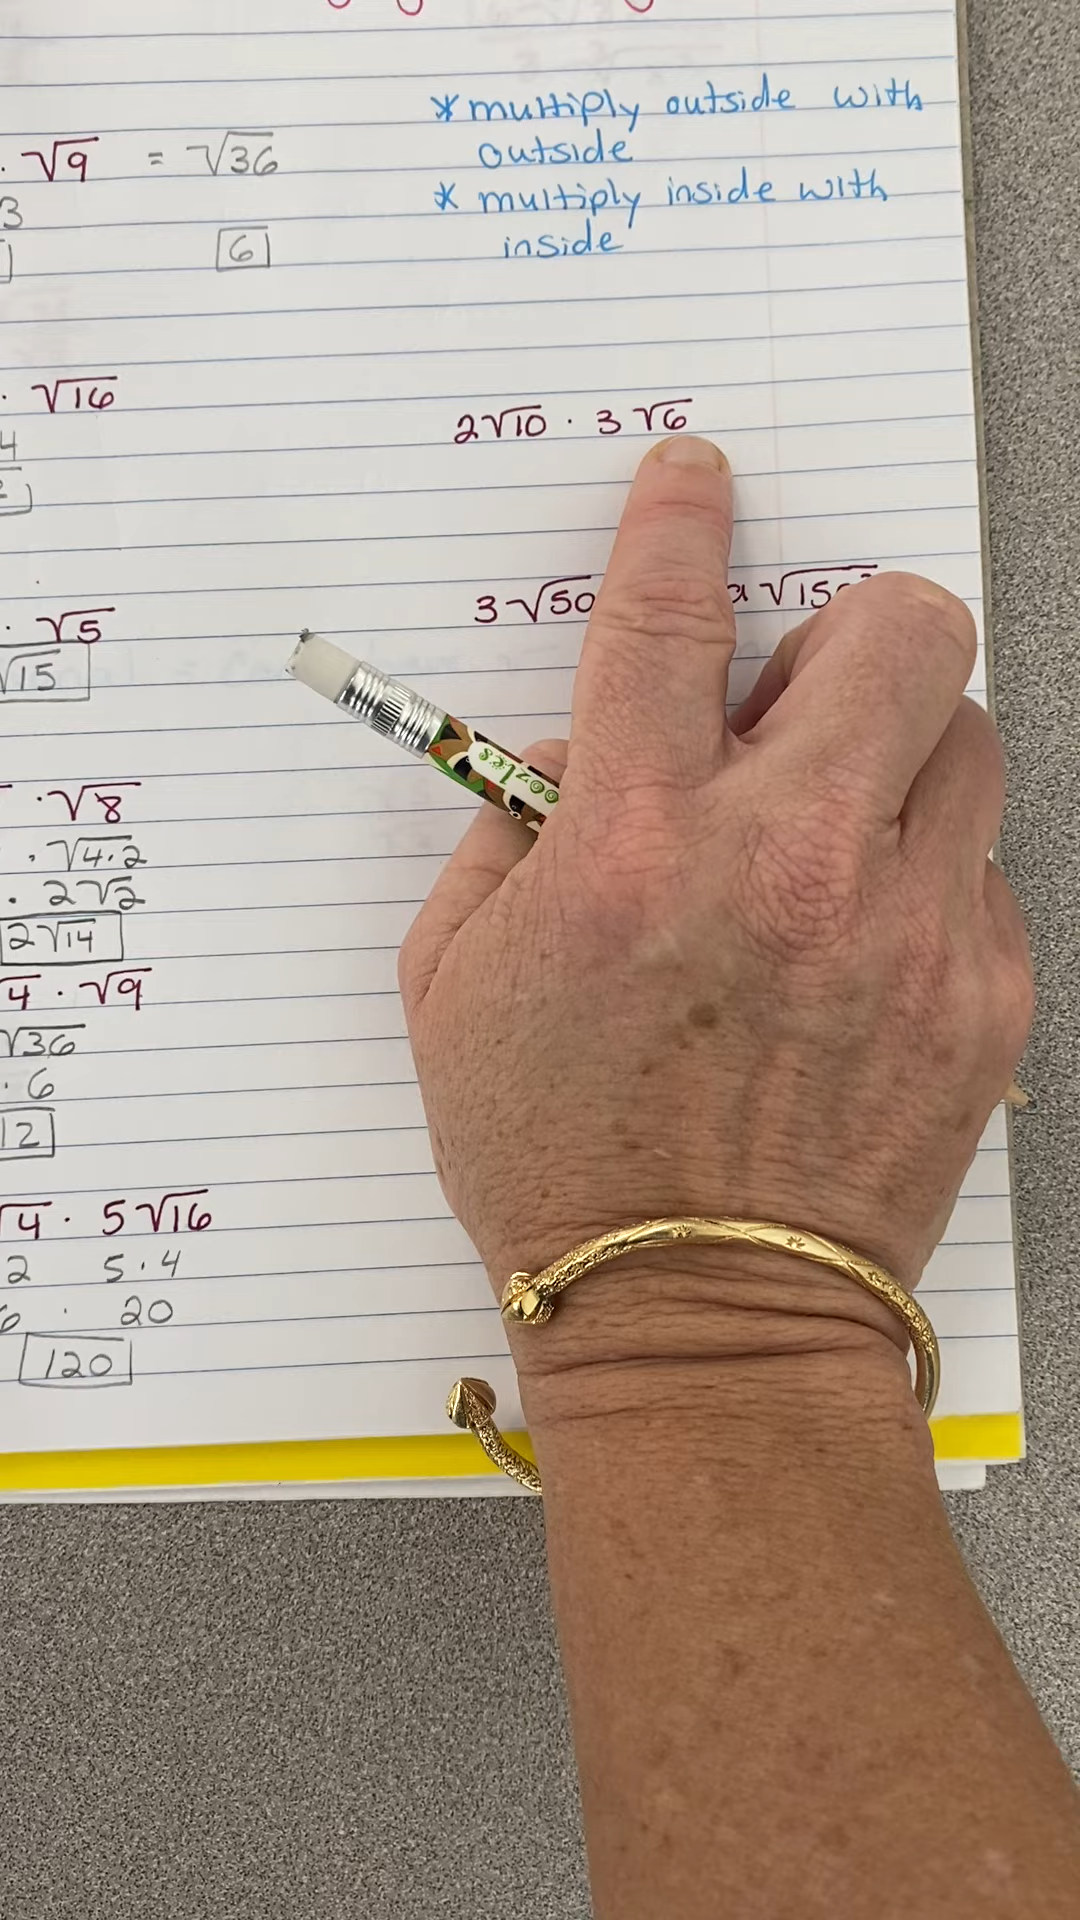 * multiply outside with
outside
* multiply inside with
inside
. √9 = √36
3
6
. √16
4
2√10 . 3√6
. √5
√15
3√50
√15
. √8
. √4.2
. 2√2
2√14
4 . √9
√36
. 6
12
√4 . 5√16
2 5.4
. 20
120
oozles